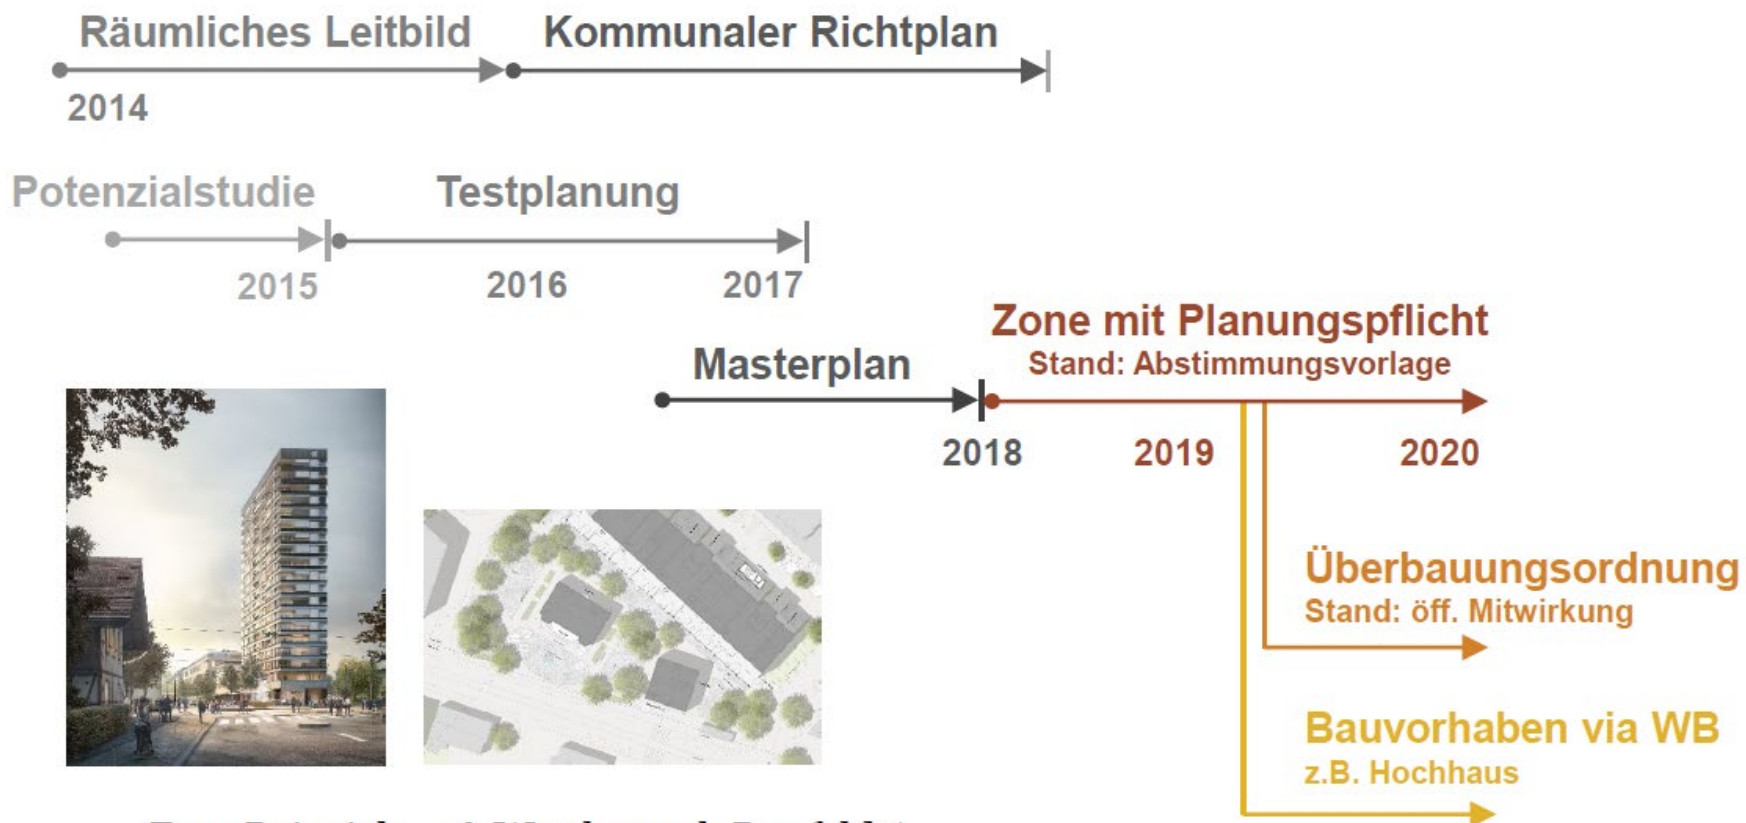 Räumliches Leitbild
Kommunaler Richtplan
2014
Potenzialstudie
Testplanung
2015
2016
2017
Zone mit Planungspflicht
Stand: Abstimmungsvorlage
Masterplan
2018
2019
2020
Überbauungsordnung
Stand: öff. Mitwirkung
Bauvorhaben via WB
z.B. Hochhaus